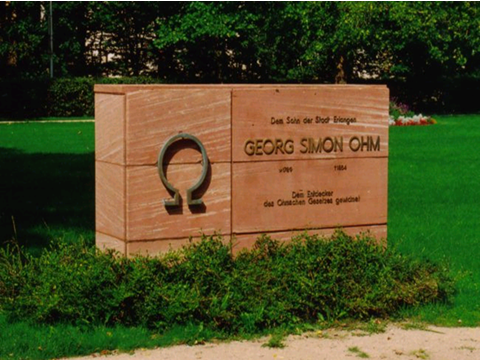 Ω
Dem Sohn der Stadt Erlangen
GEORG SIMON OHM
1789 1854
Dem Entdecker
des Ohmschen Gesetzes gewidmet